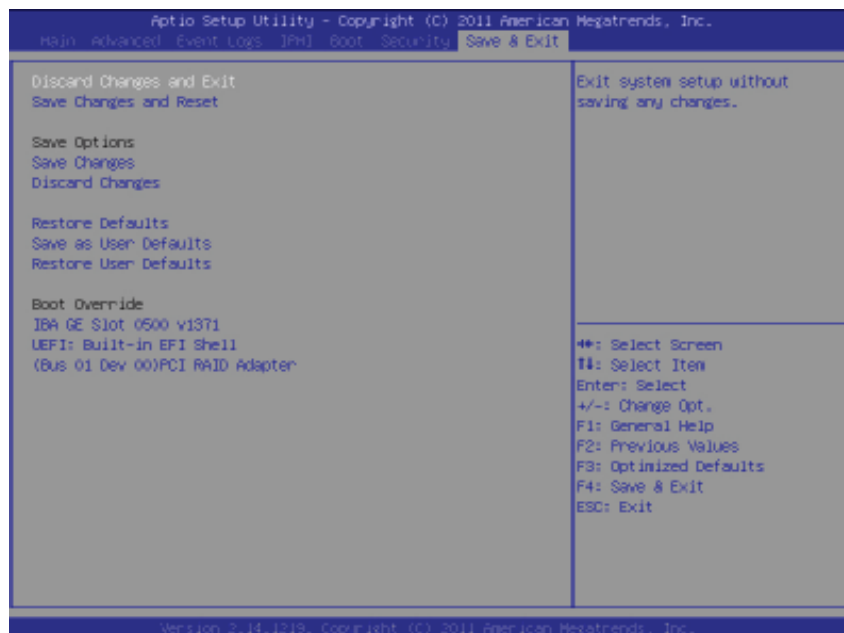 Aptio Setup Utility - Copyright (C) 2011 American Megatrends, Inc.
Main Advanced Event Logs IPMI Boot Security Save & Exit
Discard Changes and Exit
Save Changes and Reset
Save Options
Save Changes
Discard Changes
Restore Defaults
Save as User Defaults
Restore User Defaults
Boot Override
IBA GE Slot 0500 v1371
UEFI: Built-in EFI Shell
(Bus 01 Dev 00)PCI RAID Adapter
Exit system setup without
saving any changes.
↔: Select Screen
↑↓: Select Item
Enter: Select
+/-: Change Opt.
F1: General Help
F2: Previous Values
F3: Optimized Defaults
F4: Save & Exit
ESC: Exit
Version 2.14.1219. Copyright (C) 2011 American Megatrends, Inc.